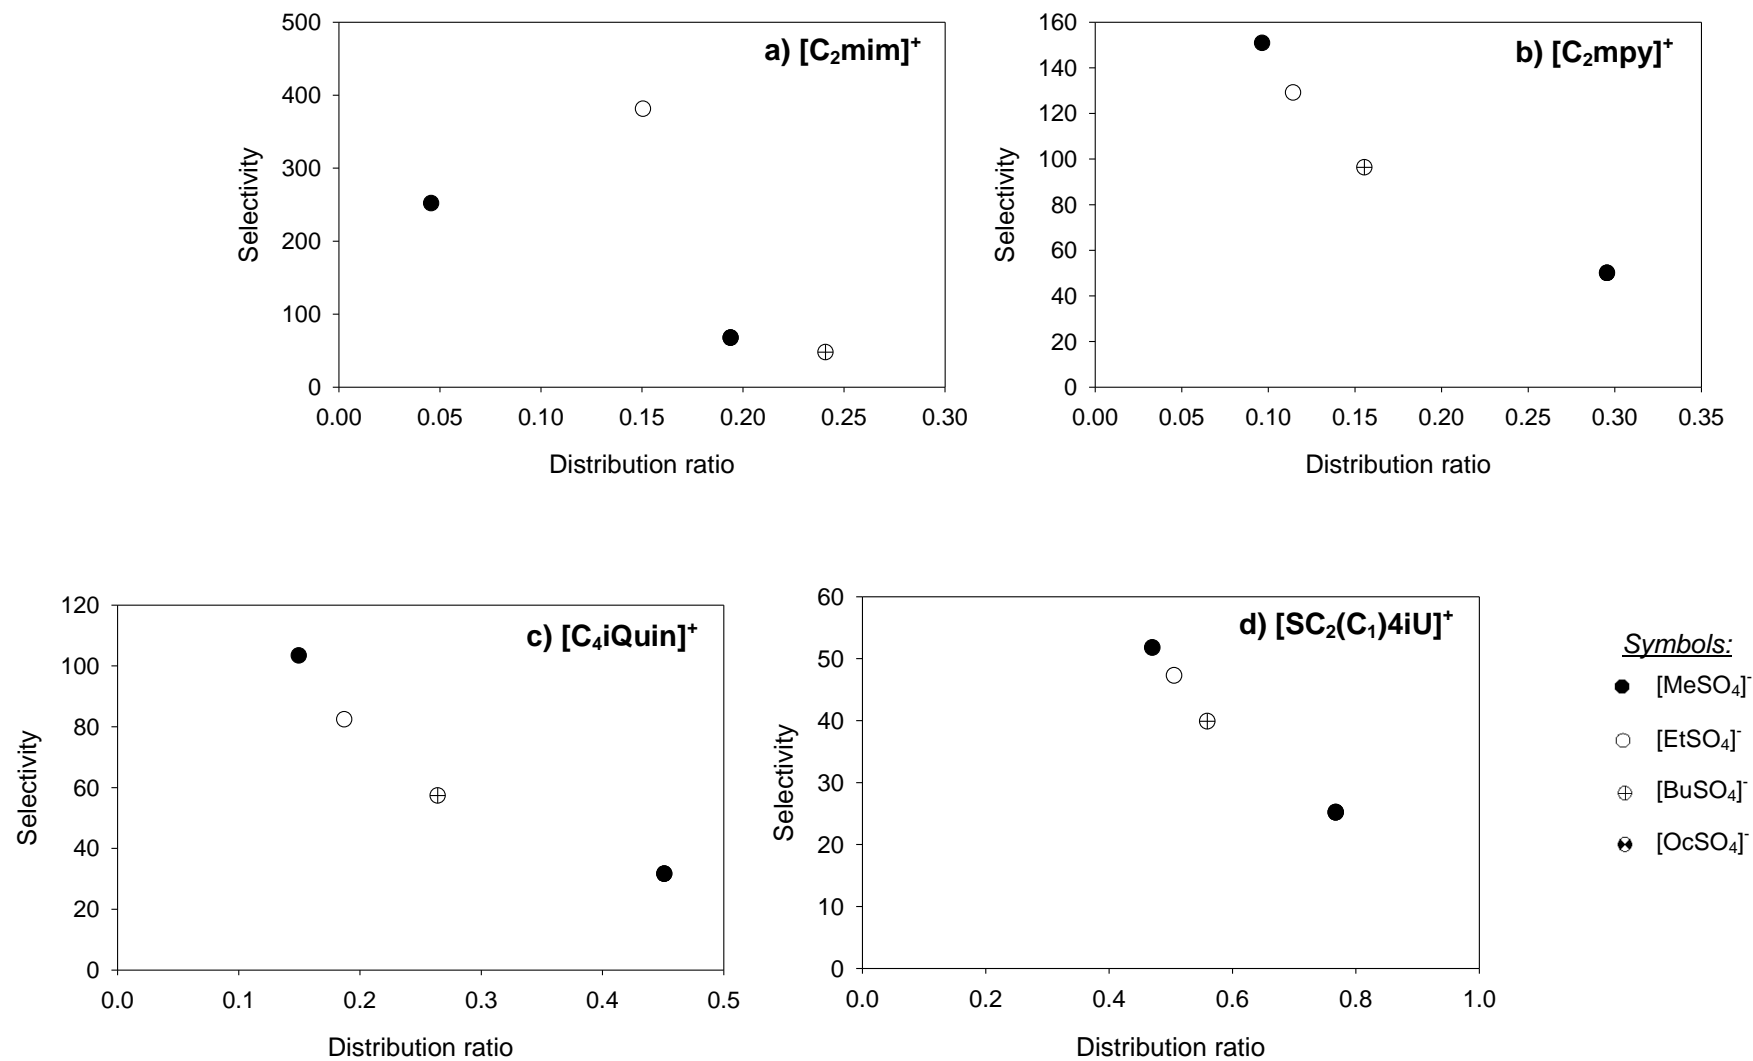 a) [C₂mim]⁺
500
400
300
200
100
0
Selectivity
0.00 0.05 0.10 0.15 0.20 0.25 0.30
Distribution ratio
b) [C₂mpy]⁺
160
140
120
100
80
60
40
20
0
Selectivity
0.00 0.05 0.10 0.15 0.20 0.25 0.30 0.35
Distribution ratio
c) [C₄iQuin]⁺
120
100
80
60
40
20
0
Selectivity
0.0 0.1 0.2 0.3 0.4 0.5
Distribution ratio
d) [SC₂(C₁)4iU]⁺
60
50
40
30
20
10
0
Selectivity
0.0 0.2 0.4 0.6 0.8 1.0
Distribution ratio
Symbols:
[MeSO₄]⁻
[EtSO₄]⁻
[BuSO₄]⁻
[OcSO₄]⁻